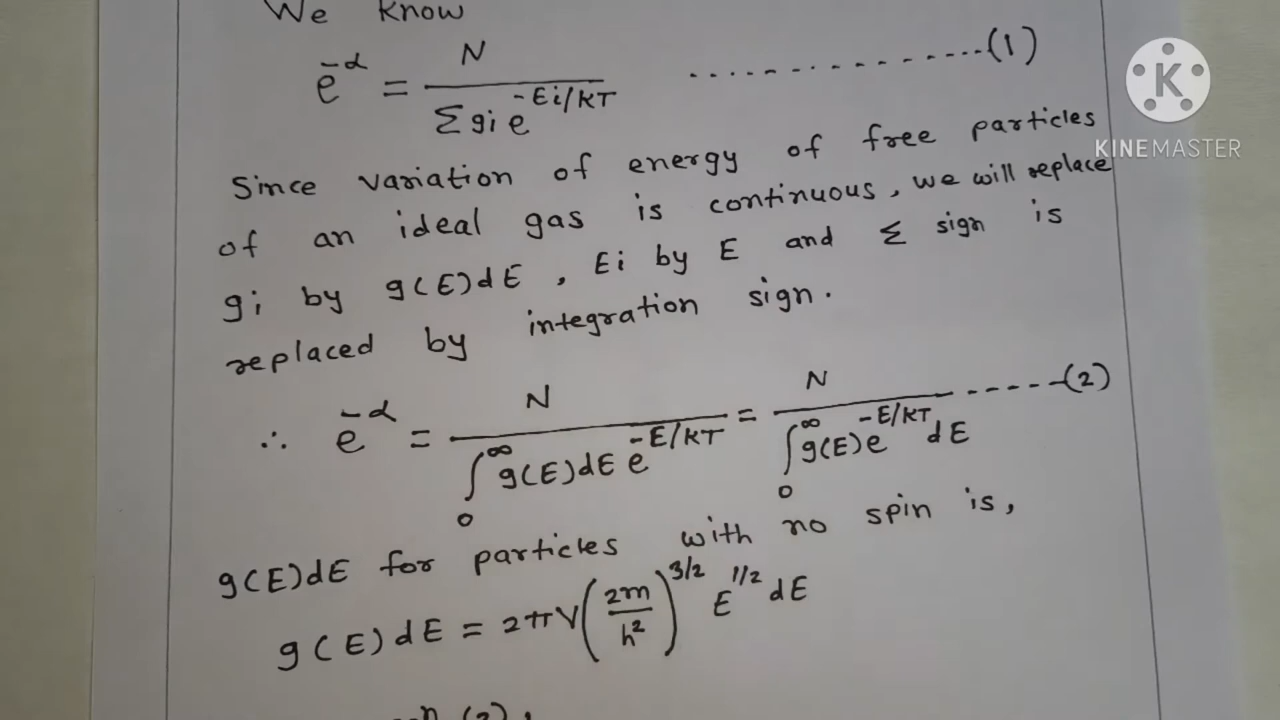 We know
e^-α = N / Σ gi e^-Ei/KT ...............(1)
K
KINEMASTER
Since variation of energy of free particles
of an ideal gas is continuous, we will replace
gi by g(E)dE, Ei by E and Σ sign is
replaced by integration sign.
∴ e^-α = N / ∫₀^∞ g(E)dE e^-E/KT = N / ∫₀^∞ g(E)e^-E/KT dE -----(2)
g(E)dE for particles with no spin is,
g(E)dE = 2πV(2m/h²)^3/2 E^1/2 dE
(2),